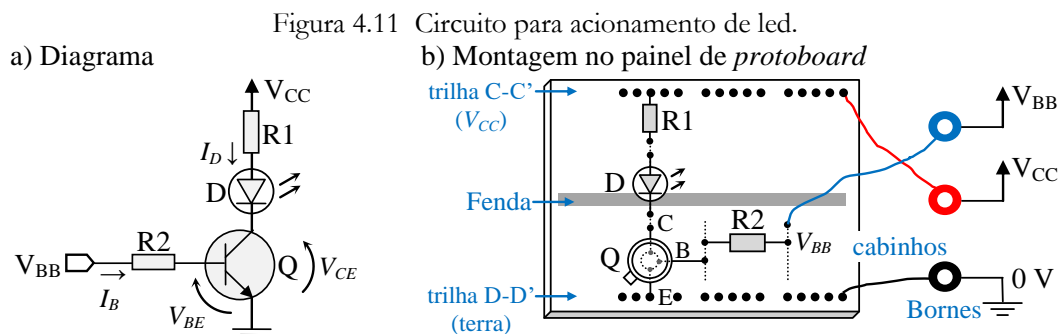 Figura 4.11 Circuito para acionamento de led.
a) Diagrama
b) Montagem no painel de protoboard
V_CC
R1
I_D ↓
D
R2
V_BB
→
I_B
Q
V_CE
V_BE
trilha C-C'
(V_CC)
R1
D
Fenda
C
R2
B
V_BB
Q
E
trilha D-D'
(terra)
V_BB
V_CC
cabinhos
0 V
Bornes